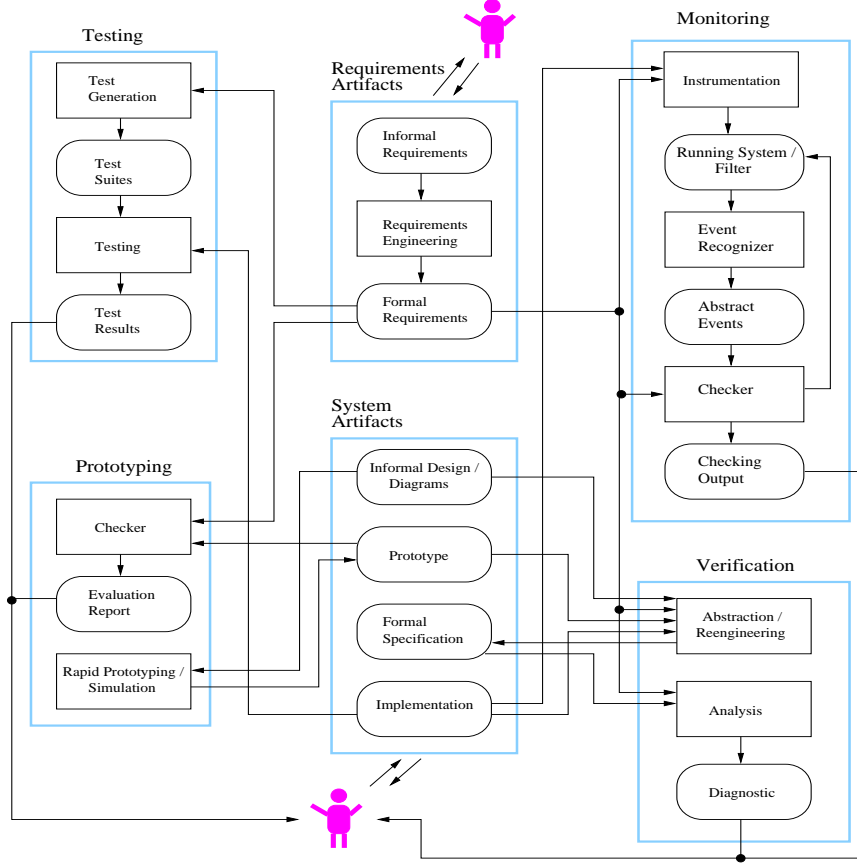 Testing
Test
Generation
Test
Suites
Testing
Test
Results
Requirements
Artifacts
Informal
Requirements
Requirements
Engineering
Formal
Requirements
Monitoring
Instrumentation
Running System /
Filter
Event
Recognizer
Abstract
Events
Checker
Checking
Output
Prototyping
Checker
Evaluation
Report
Rapid Prototyping /
Simulation
System
Artifacts
Informal Design /
Diagrams
Prototype
Formal
Specification
Implementation
Verification
Abstraction /
Reengineering
Analysis
Diagnostic